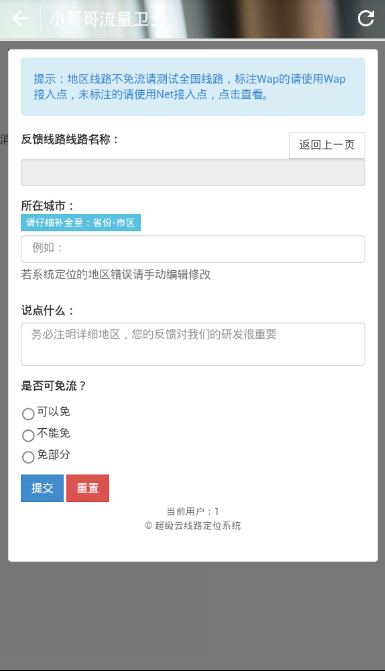 小哥哥流量卫士
提示：地区线路不免流请测试全国线路，标注Wap的请使用Wap
接入点，未标注的请使用Net接入点，点击查看。
反馈线路线路名称：
返回上一页
所在城市：
请仔细补全至：省份-市区
例如：
若系统定位的地区错误请手动编辑修改
说点什么：
务必注明详细地区，您的反馈对我们的研发很重要
是否可免流？
可以免
不能免
免部分
提交 重置
当前用户：1
© 超级云线路定位系统